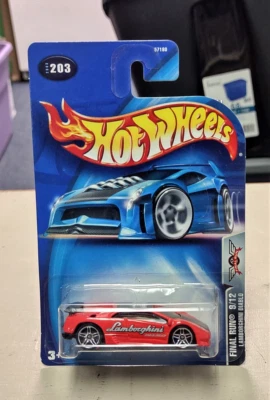 203
HOT WHEELS
FINAL RUN® 9/12
LAMBORGHINI DIABLO
Lamborghini
3+